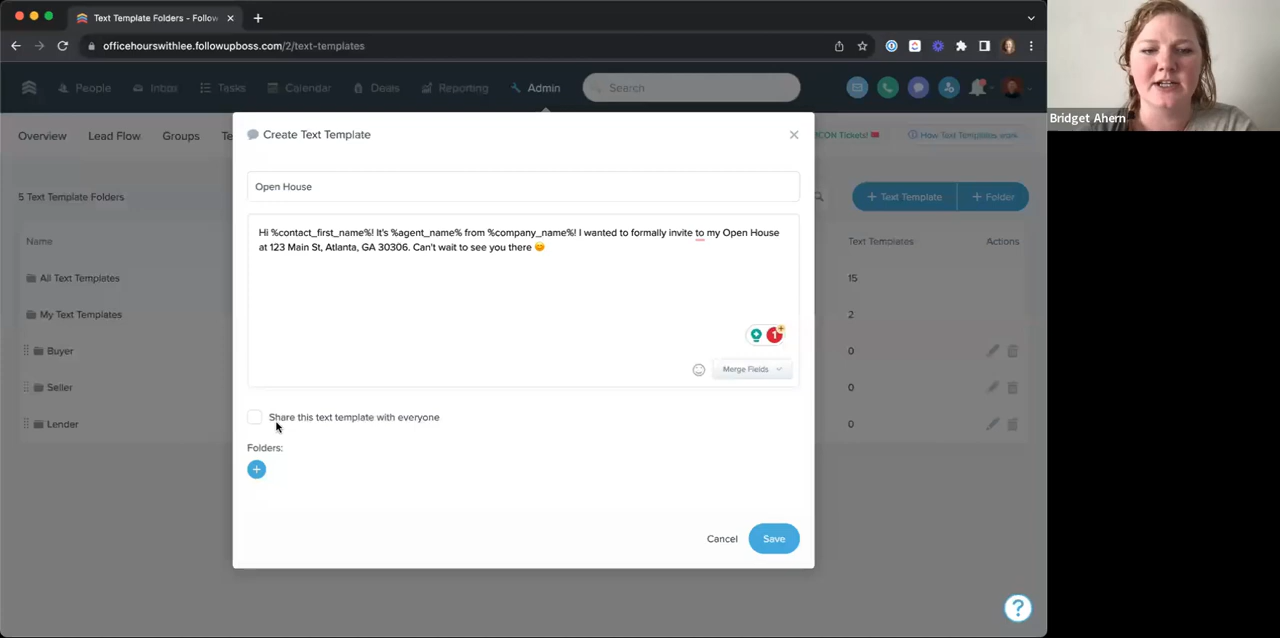 Text Template Folders - Follow
officehourswithlee.followupboss.com/2/text-templates
People
Inbox
Tasks
Calendar
Deals
Reporting
Admin
Search
Overview
Lead Flow
Groups
Te
Create Text Template
CON Tickets!
How Text Templates work
Open House
5 Text Template Folders
+ Text Template
+ Folder
Hi %contact_first_name%! It's %agent_name% from %company_name%! I wanted to formally invite to my Open House
at 123 Main St, Atlanta, GA 30306. Can't wait to see you there 😊
Name
Text Templates
Actions
All Text Templates
15
My Text Templates
2
Buyer
0
Seller
0
Lender
0
1
Merge Fields
Share this text template with everyone
Folders:
+
Cancel
Save
?
Bridget Ahern